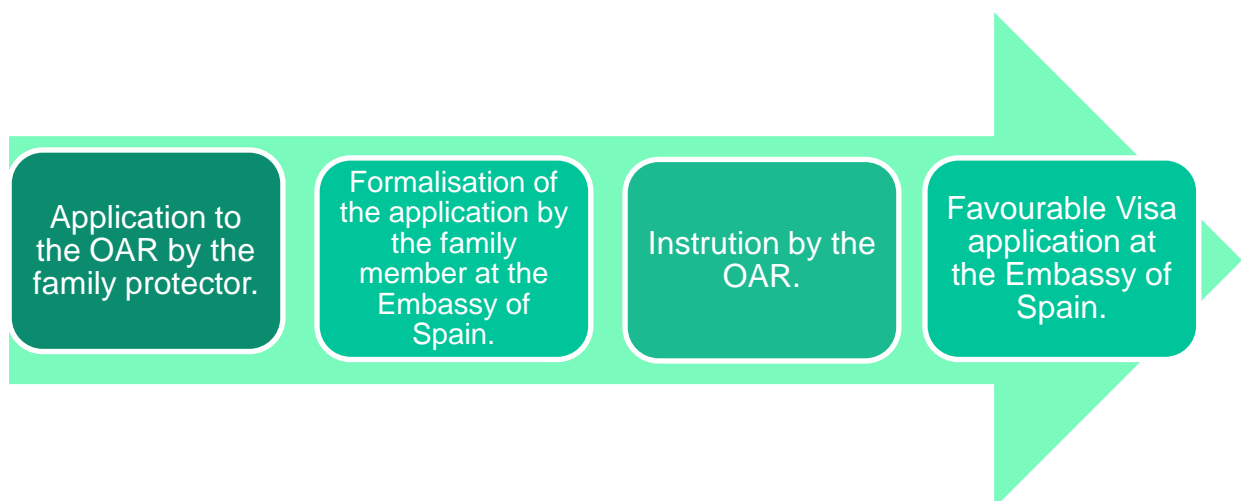 Application to
the OAR by the
family protector.
Formalisation of
the application by
the family
member at the
Embassy of
Spain.
Instrution by the
OAR.
Favourable Visa
application at
the Embassy of
Spain.